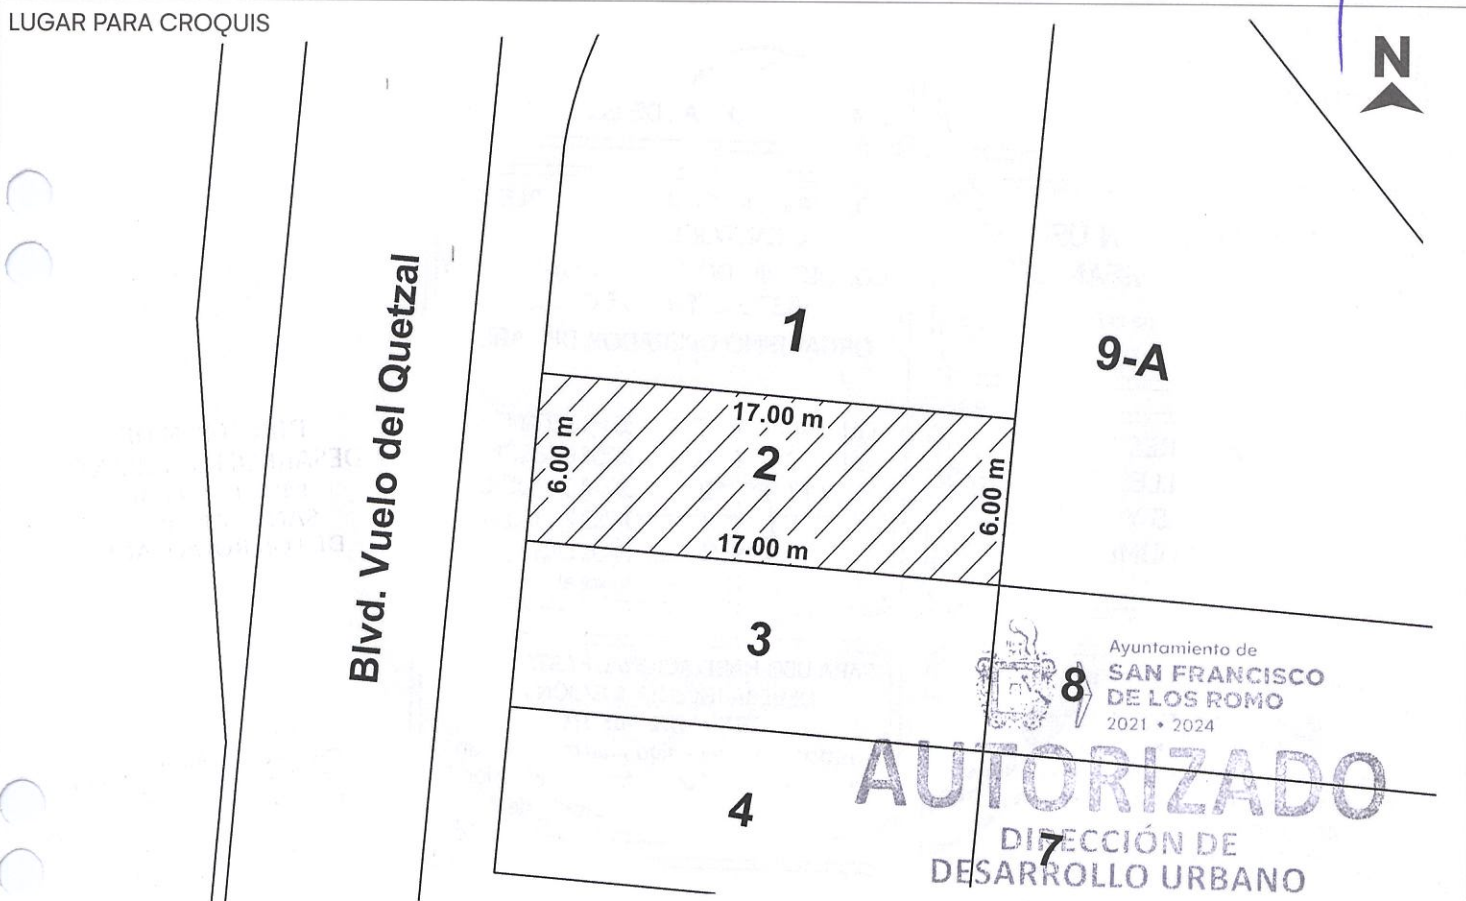 LUGAR PARA CROQUIS
N
Blvd. Vuelo del Quetzal
1
9-A
17.00 m
6.00 m
2
6.00 m
17.00 m
3
8
Ayuntamiento de
SAN FRANCISCO
DE LOS ROMO
2021 • 2024
AUTORIZADO
4
7
DIRECCIÓN DE
DESARROLLO URBANO